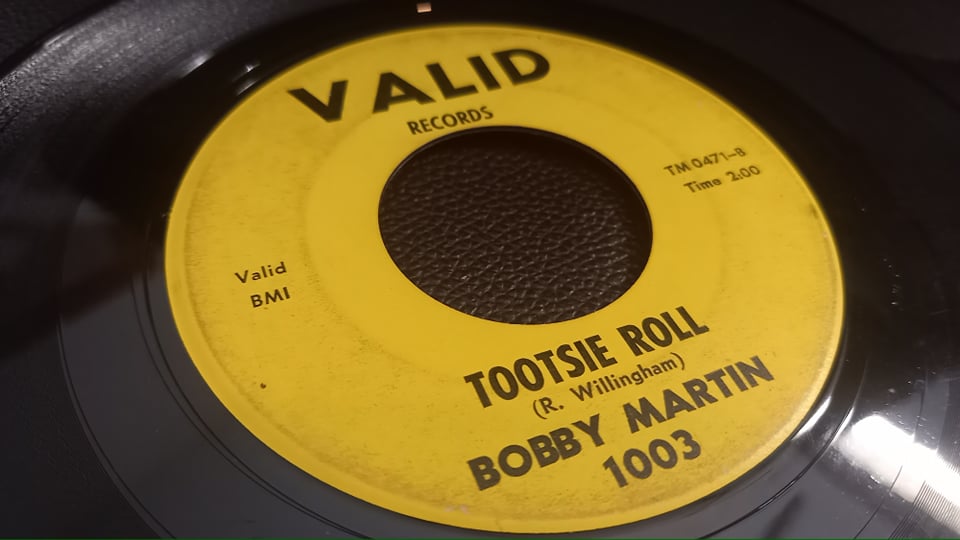 VALID
RECORDS
TM 0471-B
Time 2:00
Valid
BMI
TOOTSIE ROLL
(R. Willingham)
BOBBY MARTIN
1003